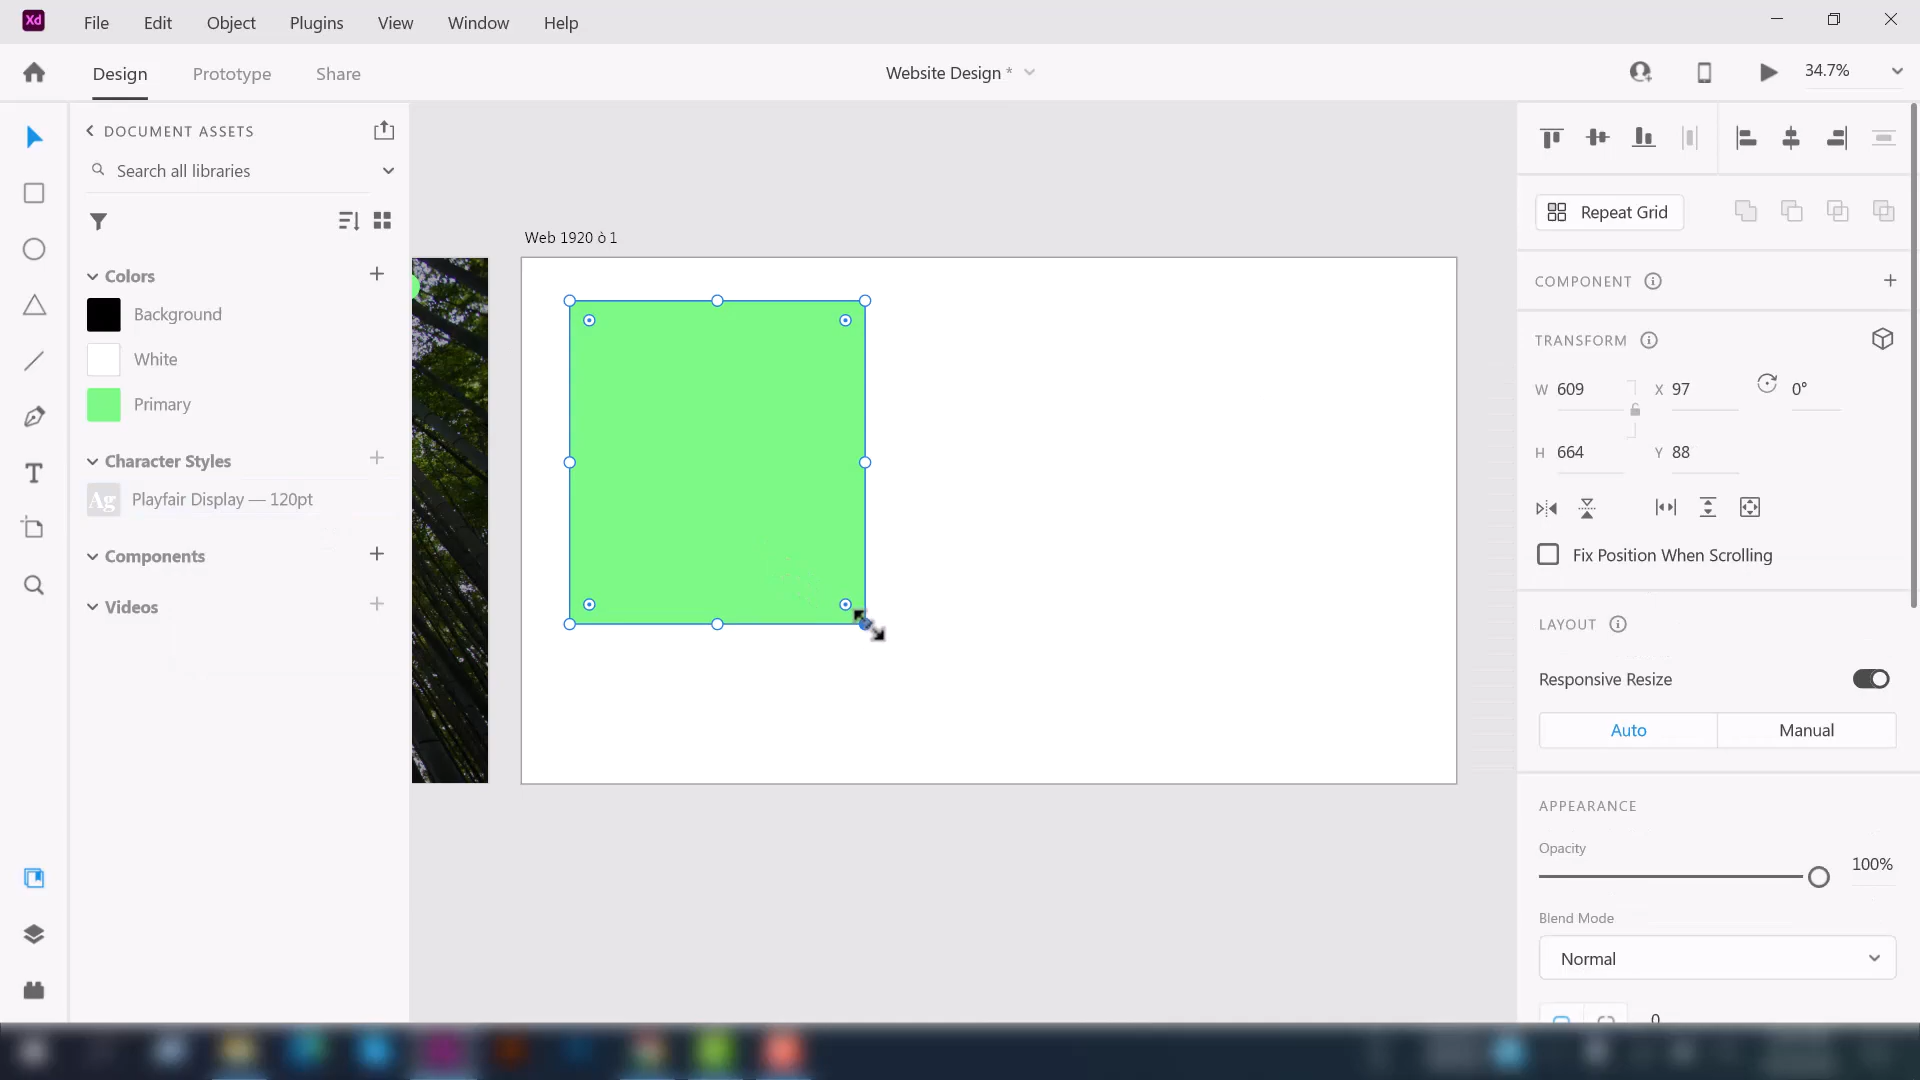 Xd File Edit Object Plugins View Window Help
Design Prototype Share Website Design * 34.7%
DOCUMENT ASSETS
Search all libraries
Colors
Background
White
Primary
Character Styles
Ag Playfair Display — 120pt
Components
Videos
Web 1920 ò 1
Repeat Grid
COMPONENT
TRANSFORM
W 609 X 97 0°
H 664 Y 88
Fix Position When Scrolling
LAYOUT
Responsive Resize
Auto Manual
APPEARANCE
Opacity
100%
Blend Mode
Normal
0